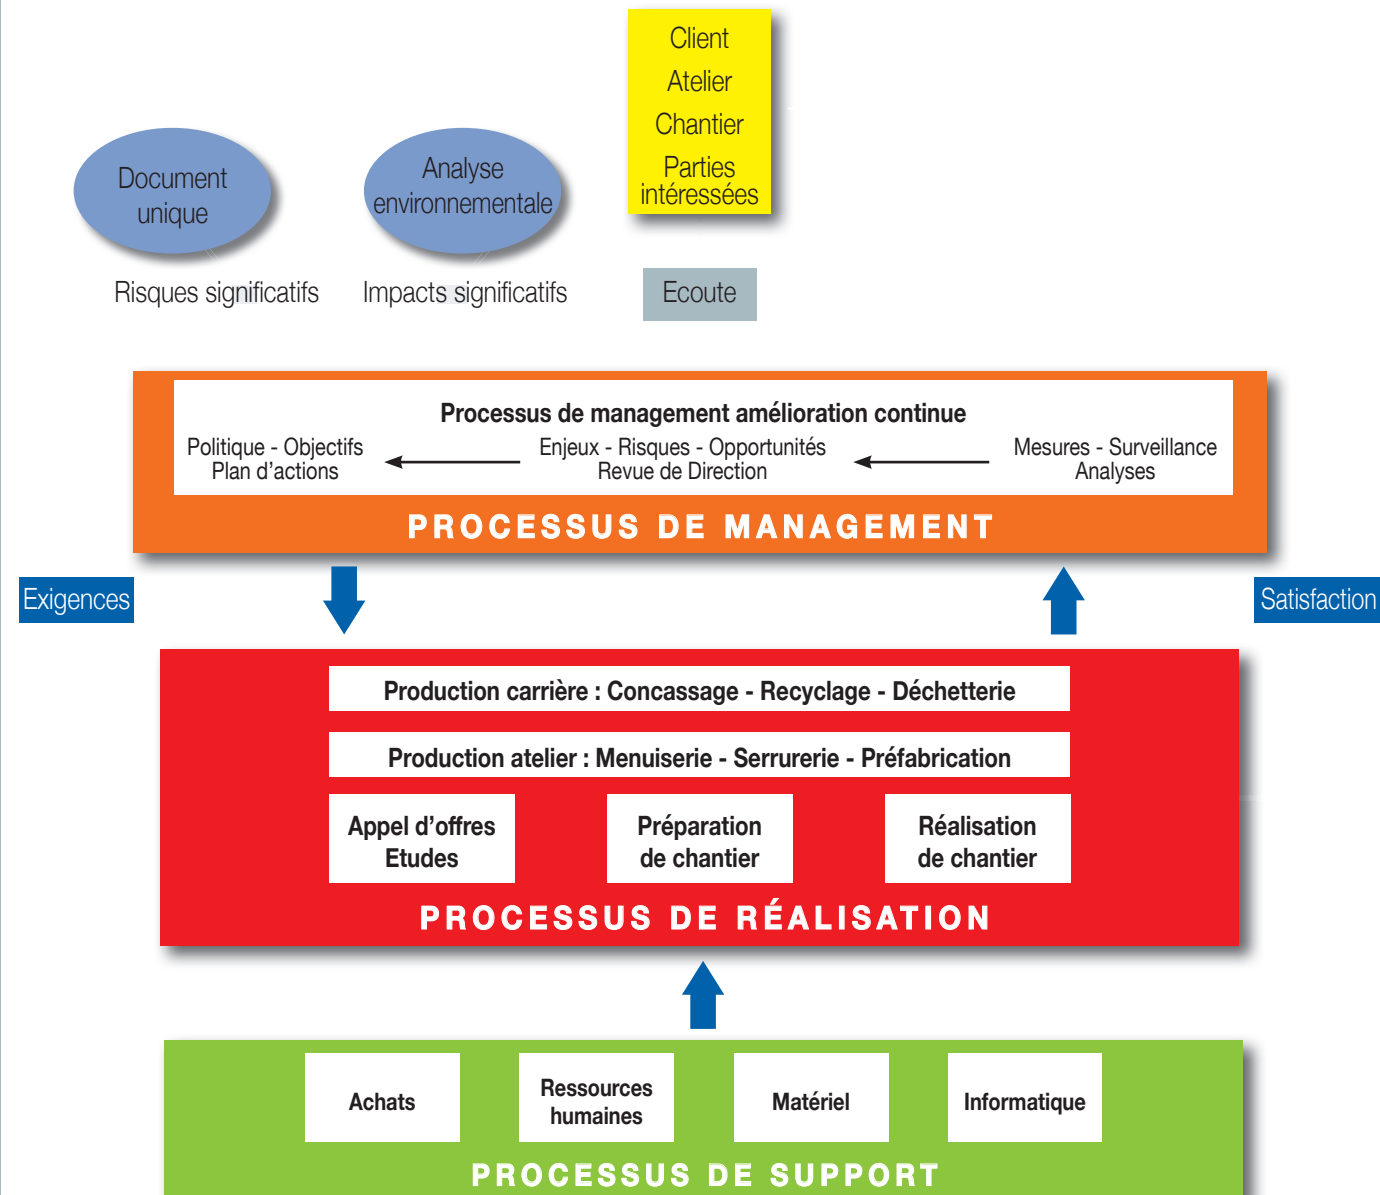 Client
Atelier
Chantier
Parties
intéressées
Document
unique
Analyse
environnementale
Risques significatifs
Impacts significatifs
Ecoute
Processus de management amélioration continue
Politique - Objectifs
Plan d’actions
Enjeux - Risques - Opportunités
Revue de Direction
Mesures - Surveillance
Analyses
PROCESSUS DE MANAGEMENT
Exigences
Satisfaction
Production carrière : Concassage - Recyclage - Déchetterie
Production atelier : Menuiserie - Serrurerie - Préfabrication
Appel d’offres
Etudes
Préparation
de chantier
Réalisation
de chantier
PROCESSUS DE RÉALISATION
Achats
Ressources
humaines
Matériel
Informatique
PROCESSUS DE SUPPORT